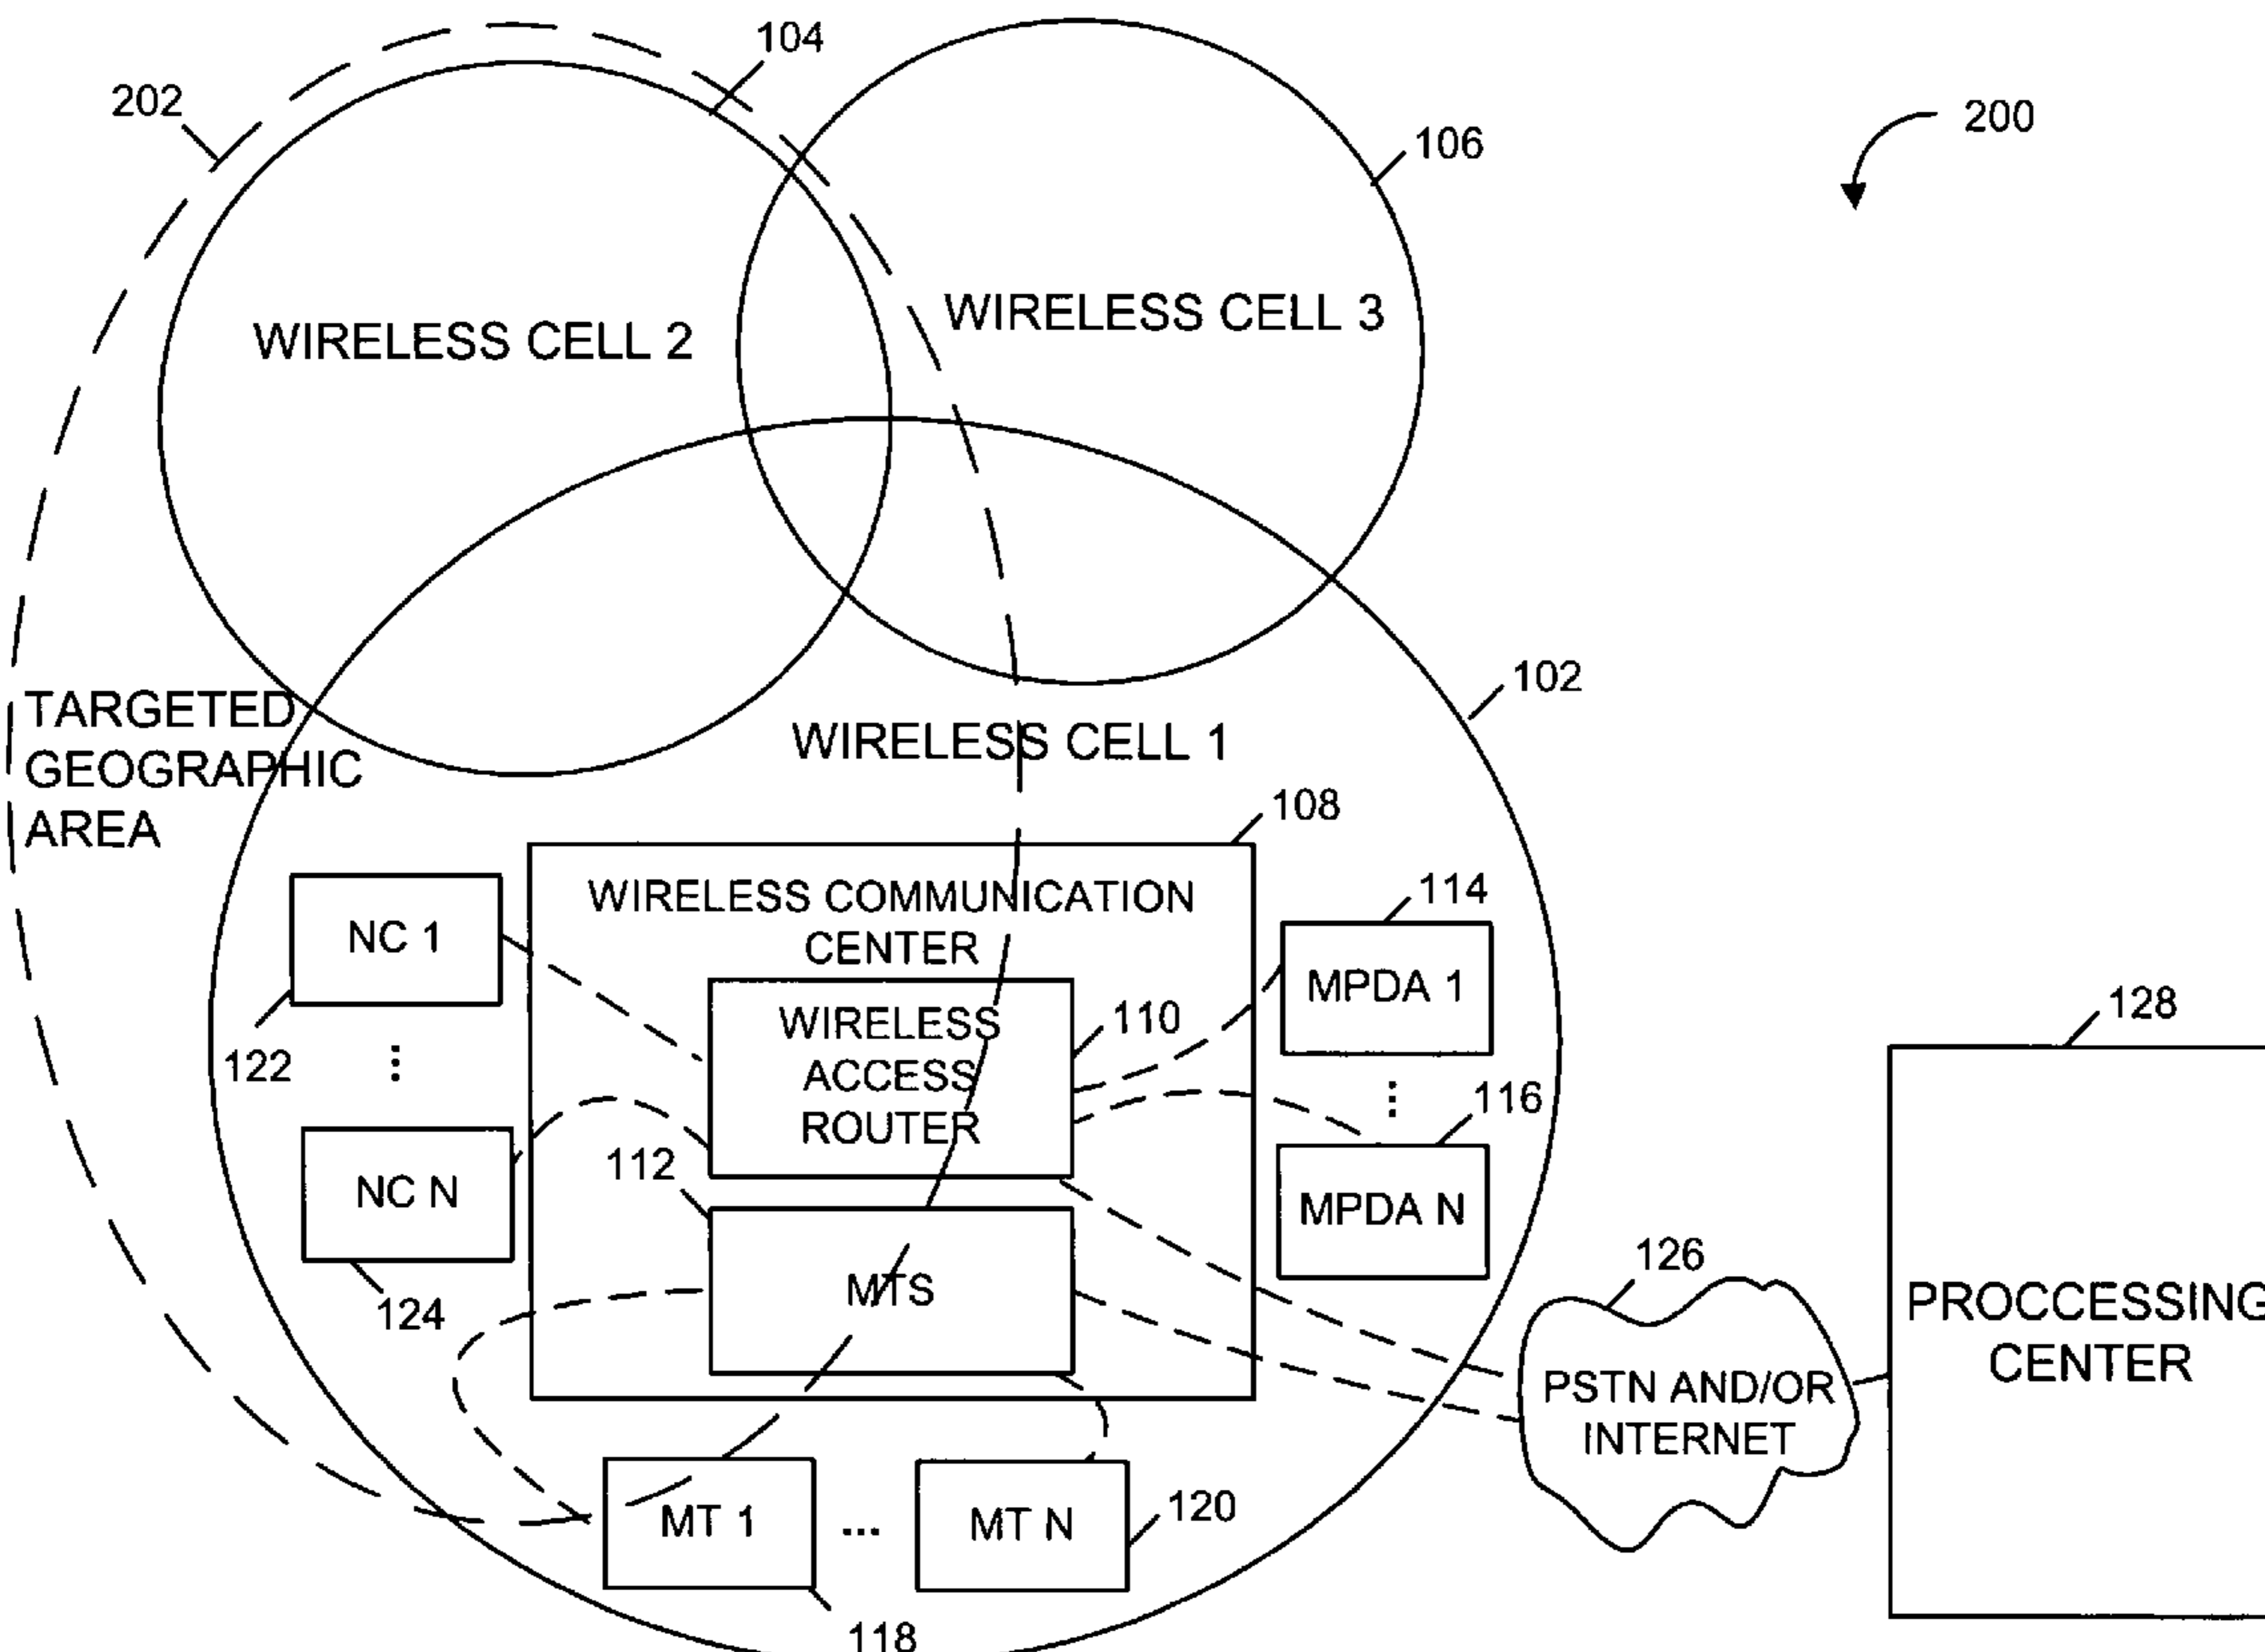 104
202
106
200
WIRELESS CELL 2
WIRELESS CELL 3
102
TARGETED
GEOGRAPHIC
AREA
WIRELESS CELL 1
108
WIRELESS COMMUNICATION
CENTER
114
NC 1
MPDA 1
122
⋮
WIRELESS
ACCESS
ROUTER
110
128
⋮
116
NC N
112
MPDA N
124
MTS
126
PROCCESSING
CENTER
PSTN AND/OR
INTERNET
MT 1
...
MT N
120
118